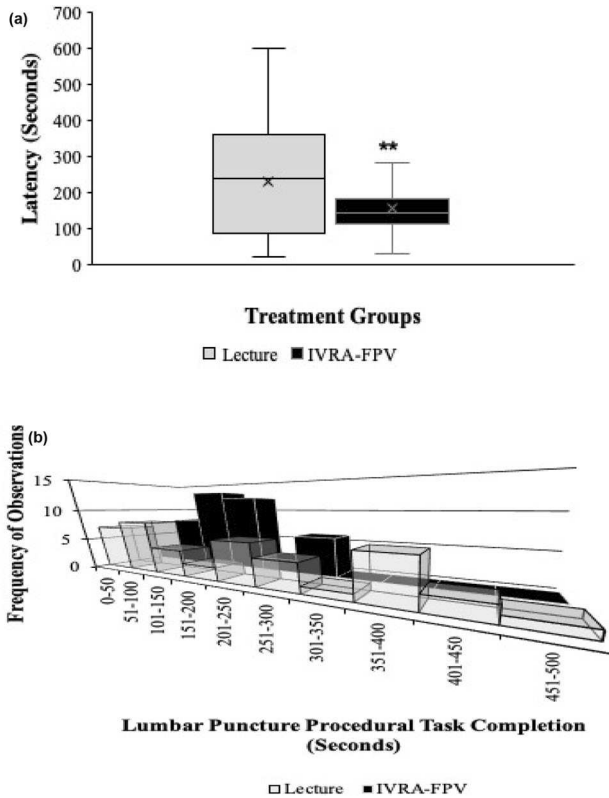 (a)
700
600
500
400
300
200
100
0
Latency (Seconds)
**
Treatment Groups
Lecture IVRA-FPV
(b)
Frequency of Observations
15
10
5
0
0-50
51-100
101-150
151-200
201-250
251-300
301-350
351-400
401-450
451-500
Lumbar Puncture Procedural Task Completion
(Seconds)
Lecture IVRA-FPV